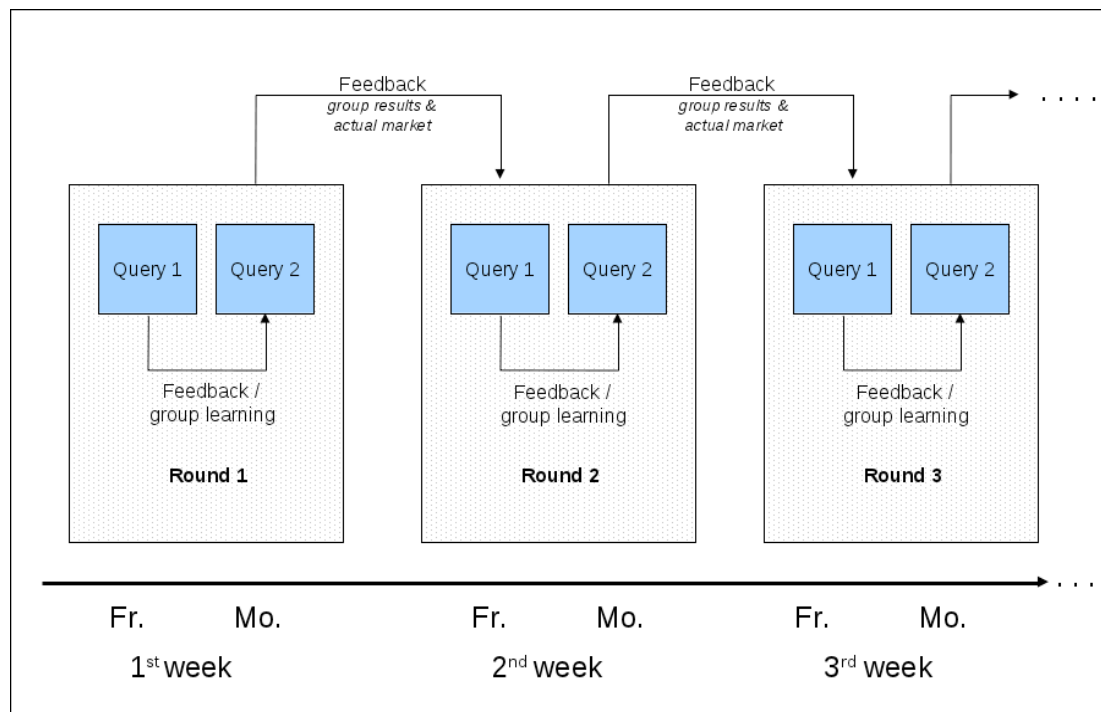 Feedback
group results &
actual market
Feedback
group results &
actual market
. . . .
Query 1
Query 2
Query 1
Query 2
Query 1
Query 2
Feedback /
group learning
Feedback /
group learning
Feedback /
group learning
Round 1
Round 2
Round 3
. . . .
Fr.
Mo.
Fr.
Mo.
Fr.
Mo.
1st week
2nd week
3rd week